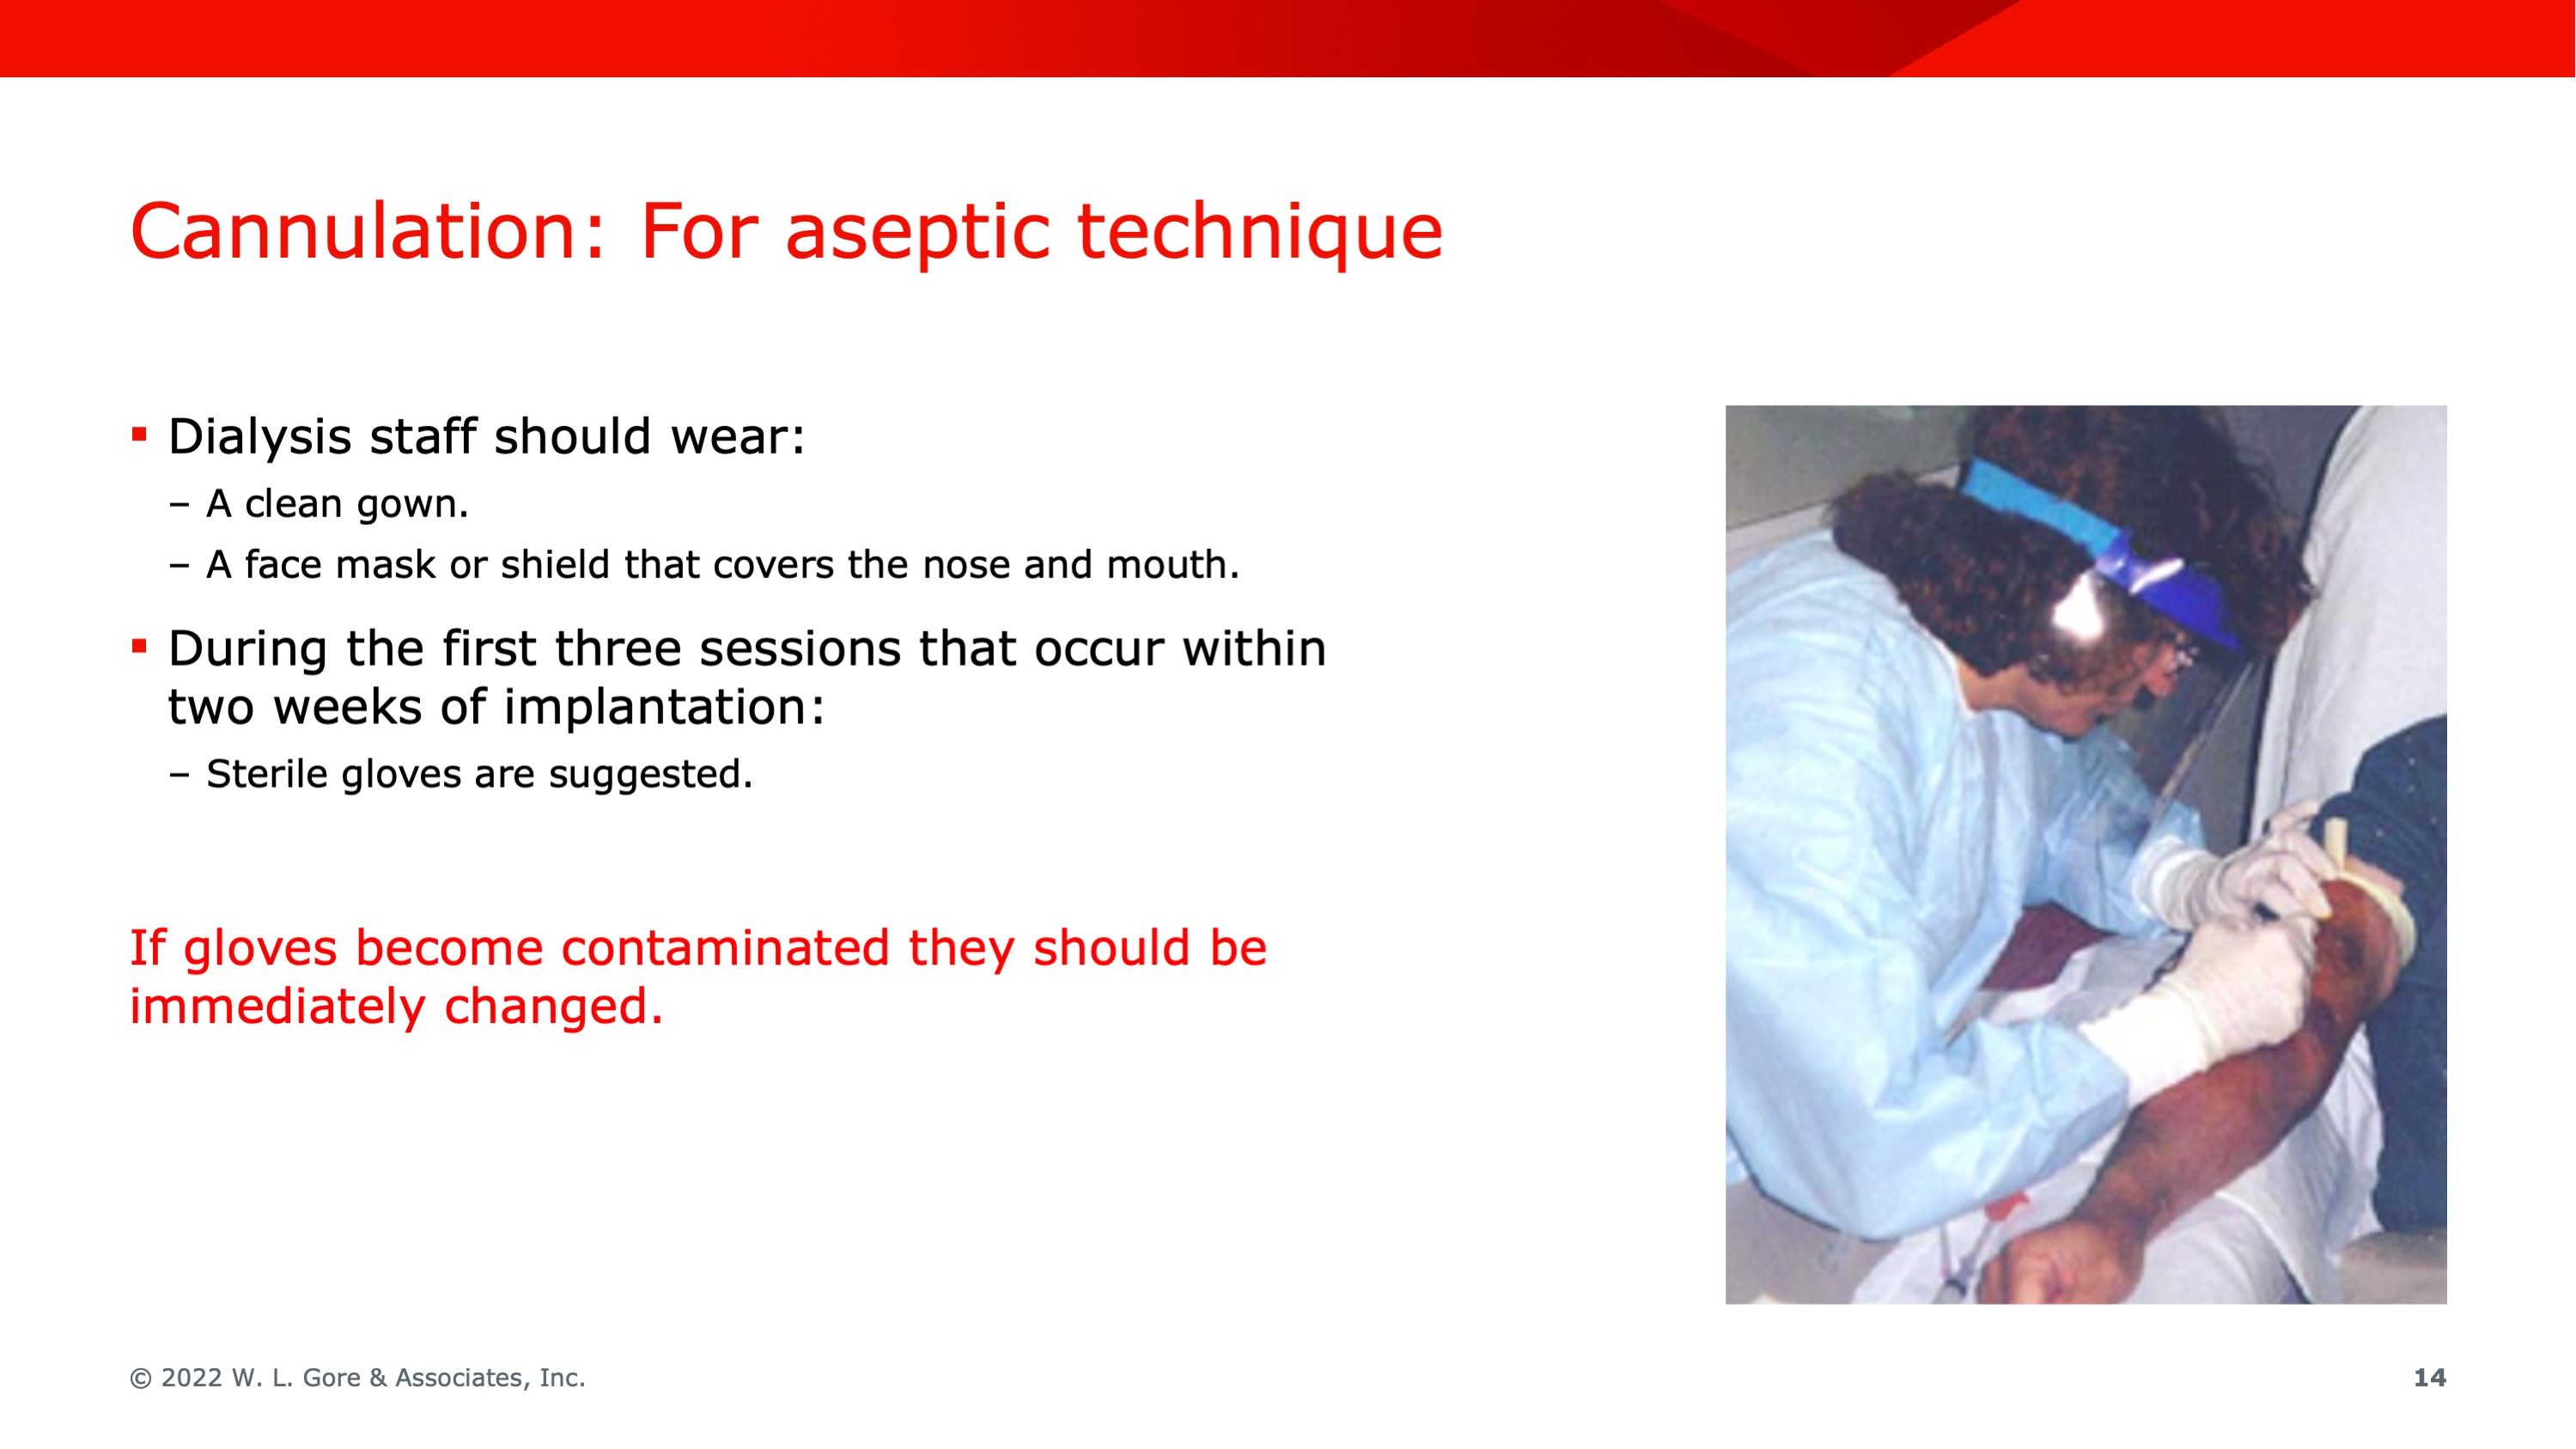 Cannulation: For aseptic technique
▪ Dialysis staff should wear:
– A clean gown.
– A face mask or shield that covers the nose and mouth.
▪ During the first three sessions that occur within
two weeks of implantation:
– Sterile gloves are suggested.
If gloves become contaminated they should be
immediately changed.
© 2022 W. L. Gore & Associates, Inc.
14